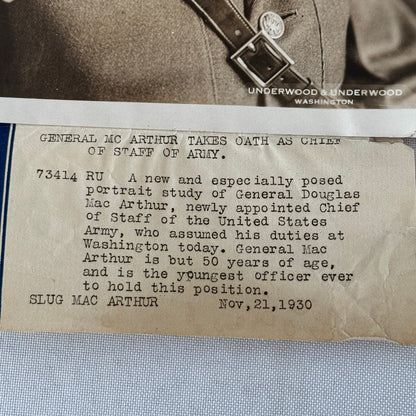 UNDERWOOD & UNDERWOOD
WASHINGTON
GENERAL MC ARTHUR TAKES OATH AS CHIEF
OF STAFF OF ARMY.
73414 RU A new and especially posed
portrait study of General Douglas
Mac Arthur, newly appointed Chief
of Staff of the United States
Army, who assumed his duties at
Washington today. General Mac
Arthur is but 50 years of age,
and is the youngest officer ever
to hold this position.
SLUG MAC ARTHUR Nov,21,1930